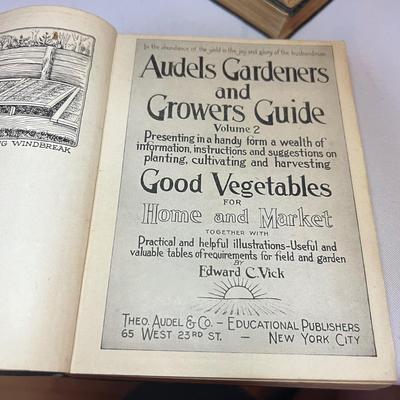 G WINDBREAK
In the abundance of the yield is the joy and glory of the husbandman
Audels Gardeners
and
Growers Guide
Volume 2
Presenting in a handy form a wealth of
information, instructions and suggestions on
planting, cultivating and harvesting
Good Vegetables
FOR
Home and Market
TOGETHER WITH
Practical and helpful illustrations-Useful and
valuable tables of requirements for field and garden
BY
Edward C. Vick
THEO. AUDEL & CO. - EDUCATIONAL PUBLISHERS
65 WEST 23RD ST. - NEW YORK CITY